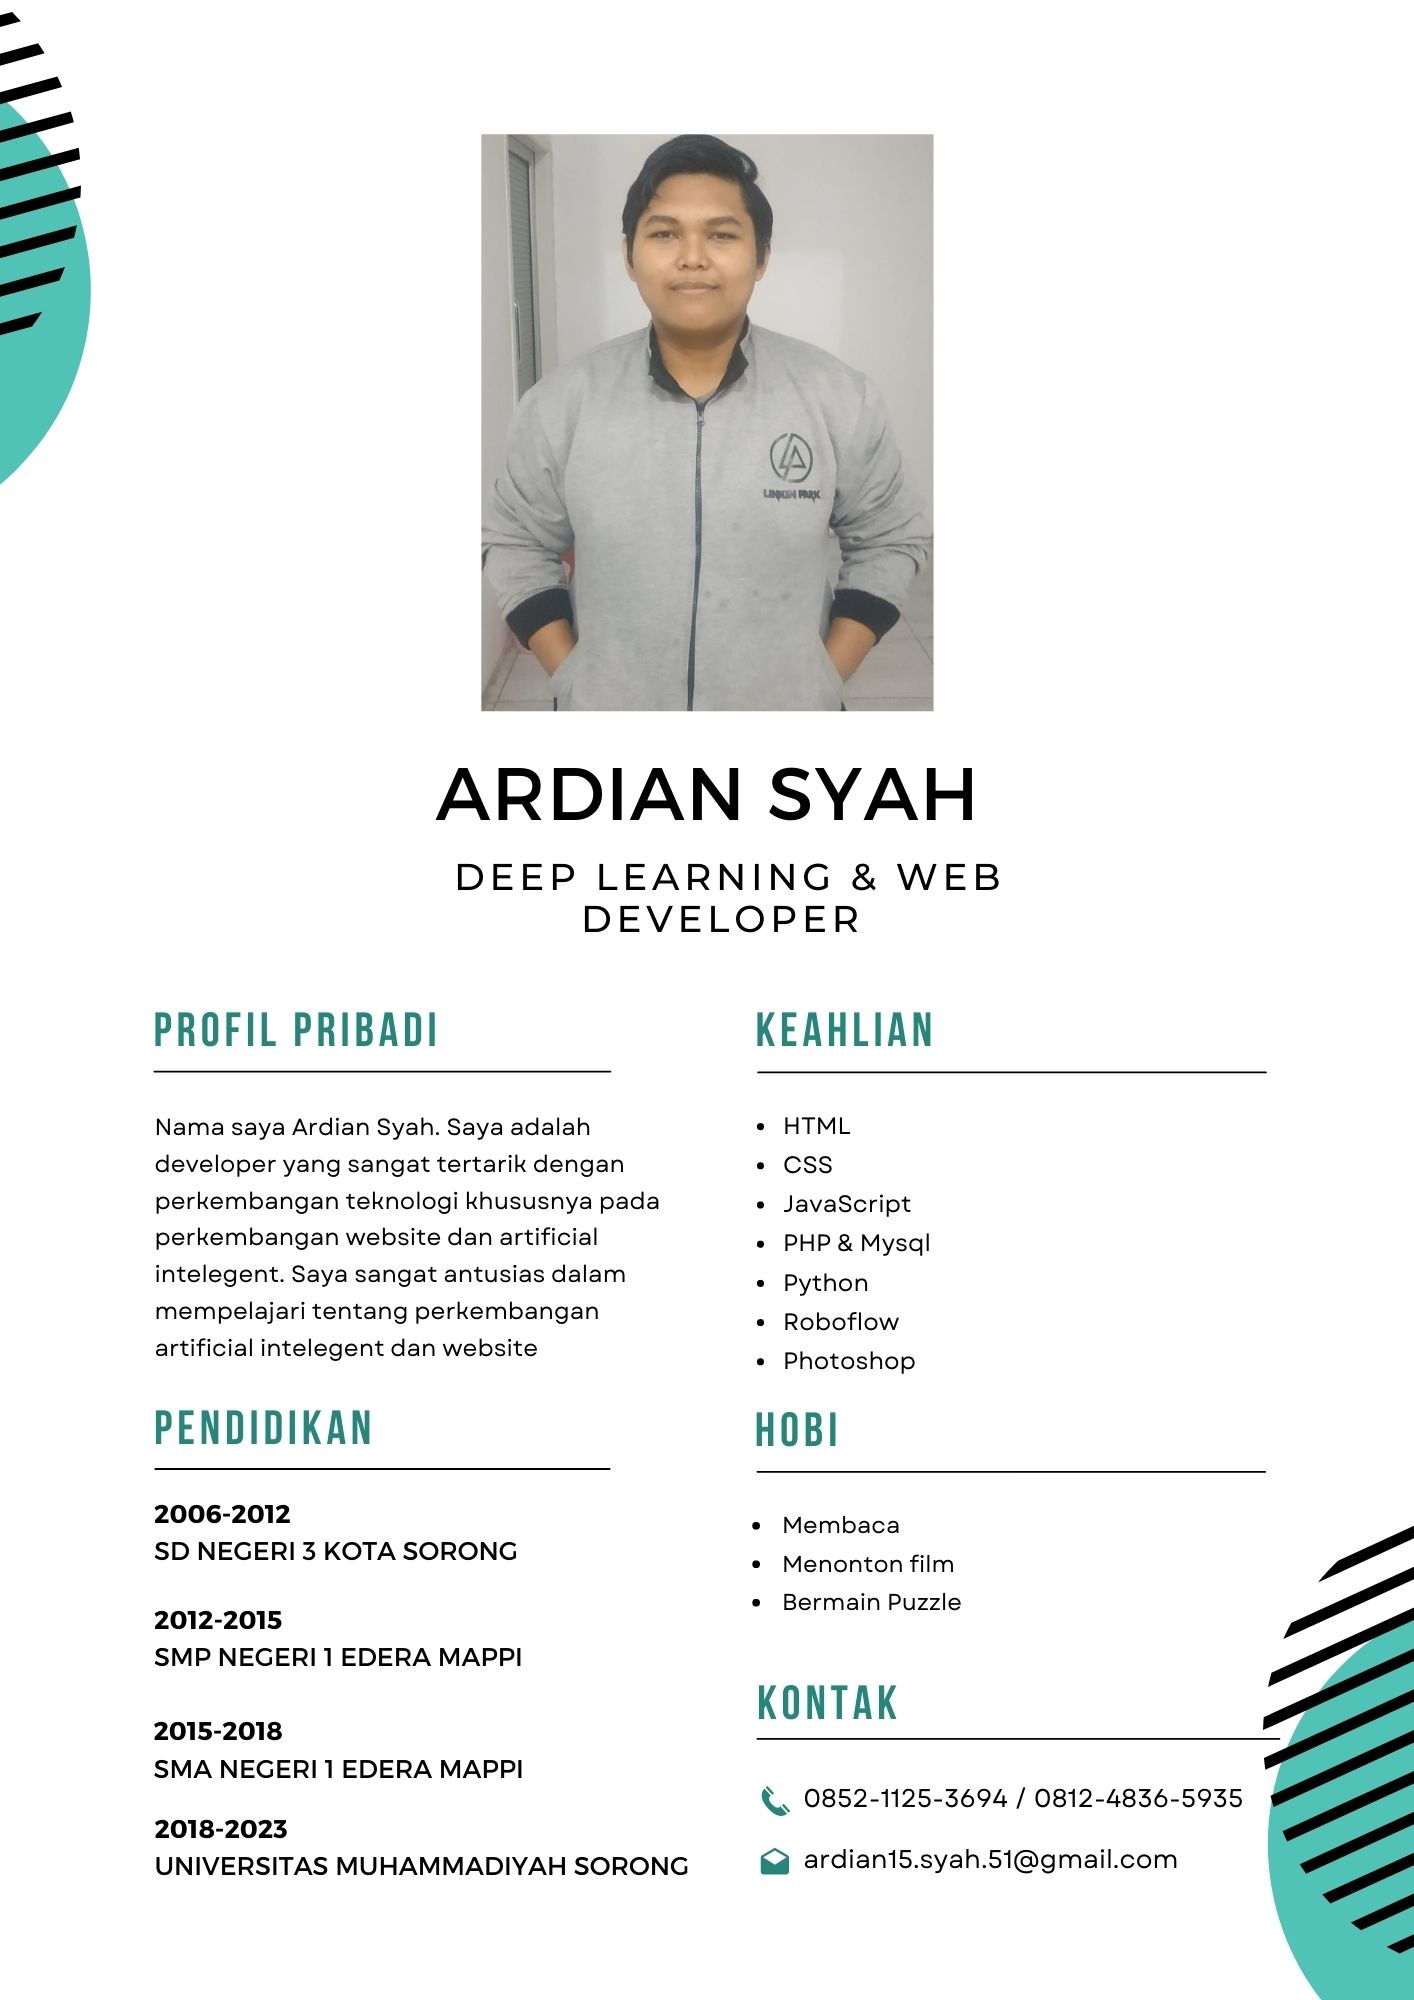 LINKIN PARK
ARDIAN SYAH
DEEP LEARNING & WEB
DEVELOPER
PROFIL PRIBADI
Nama saya Ardian Syah. Saya adalah
developer yang sangat tertarik dengan
perkembangan teknologi khususnya pada
perkembangan website dan artificial
intelegent. Saya sangat antusias dalam
mempelajari tentang perkembangan
artificial intelegent dan website
PENDIDIKAN
2006-2012
SD NEGERI 3 KOTA SORONG
2012-2015
SMP NEGERI 1 EDERA MAPPI
2015-2018
SMA NEGERI 1 EDERA MAPPI
2018-2023
UNIVERSITAS MUHAMMADIYAH SORONG
KEAHLIAN
• HTML
• CSS
• JavaScript
• PHP & Mysql
• Python
• Roboflow
• Photoshop
HOBI
• Membaca
• Menonton film
• Bermain Puzzle
KONTAK
0852-1125-3694 / 0812-4836-5935
ardian15.syah.51@gmail.com